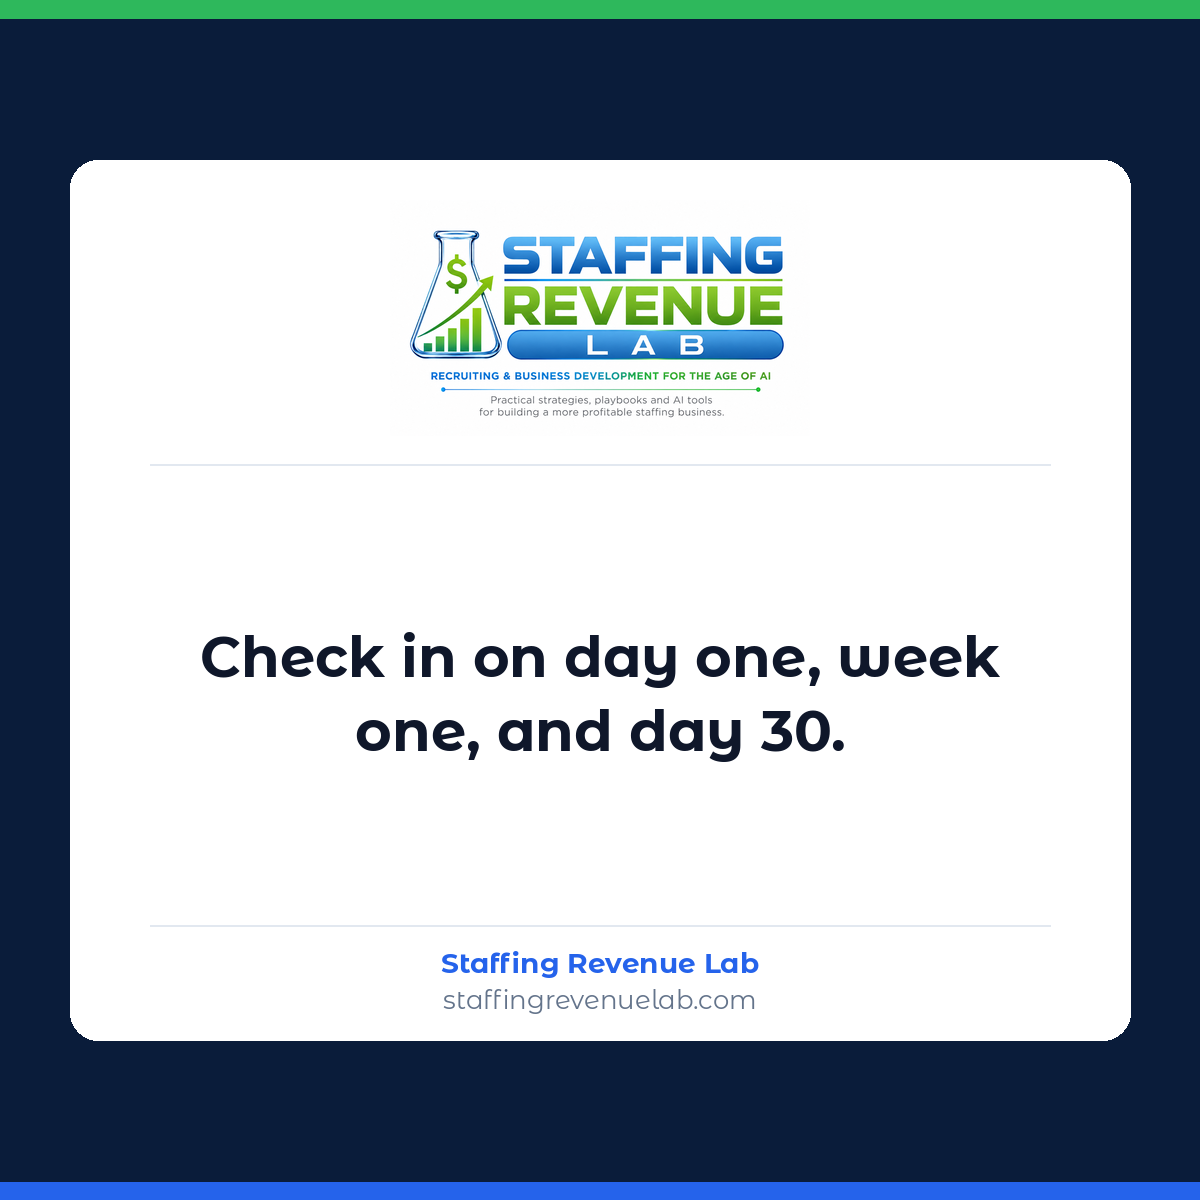 $
STAFFING
REVENUE
LAB
RECRUITING & BUSINESS DEVELOPMENT FOR THE AGE OF AI
Practical strategies, playbooks and AI tools
for building a more profitable staffing business.
Check in on day one, week
one, and day 30.
Staffing Revenue Lab
staffingrevenuelab.com